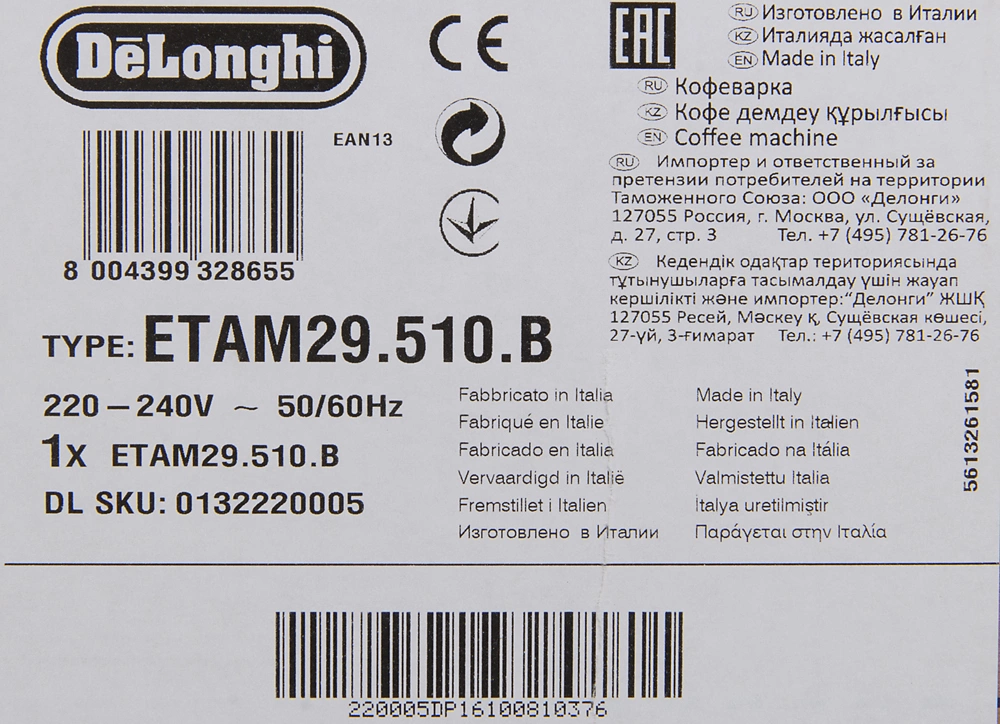 DēLonghi
EAN13
8 004399 328655
TYPE: ETAM29.510.B
220 – 240V ~ 50/60Hz
1x ETAM29.510.B
DL SKU: 0132220005
CE
EAC
RU Изготовлено в Италии
KZ Италияда жасалған
EN Made in Italy
RU Кофеварка
KZ Кофе демдеу құрылғысы
EN Coffee machine
RU Импортер и ответственный за
претензии потребителей на территории
Таможенного Союза: ООО «Делонги»
127055 Россия, г. Москва, ул. Сущёвская,
д. 27, стр. 3 Тел. +7 (495) 781-26-76
KZ Кедендік одақтар териториясында
тұтынушыларға тасымалдау үшін жауап
кершілікті және импортер:“Делонги” ЖШҚ
127055 Ресей, Мәскеу қ, Сущёвская көшесі,
27-үй, 3-ғимарат Тел.: +7 (495) 781-26-76
Fabbricato in Italia
Fabriqué en Italie
Fabricado en Italia
Vervaardigd in Italië
Fremstillet i Italien
Изготовлено в Италии
Made in Italy
Hergestellt in Italien
Fabricado na Itália
Valmistettu Italia
İtalya uretilmiştir
Παράγεται στην Ιταλία
5613261581
220005DP16100810376